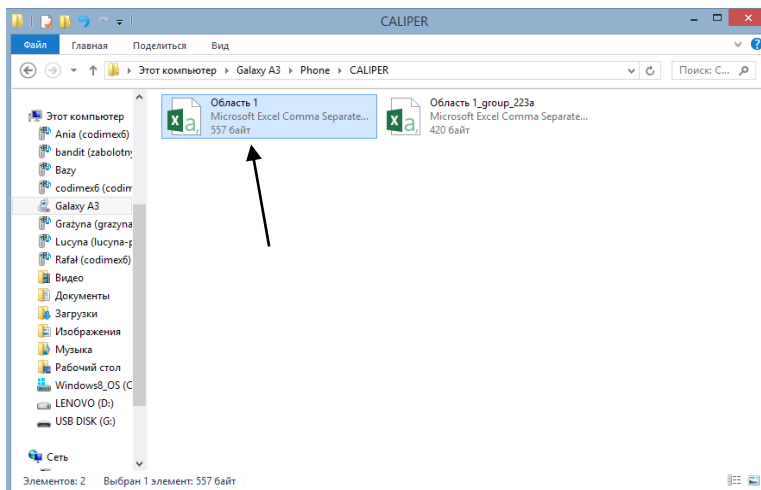 CALIPER
Файл Главная Поделиться Вид
Этот компьютер Galaxy A3 Phone CALIPER Поиск: С...
Этот компьютер
Ania (codimex6)
bandit (zabolotny
Bazy
codimex6 (codim
Galaxy A3
Grażyna (grazyna
Lucyna (lucyna-p
Rafał (codimex6)
Видео
Документы
Загрузки
Изображения
Музыка
Рабочий стол
Windows8_OS (C
LENOVO (D:)
USB DISK (G:)
Сеть
Область 1
Microsoft Excel Comma Separate...
557 байт
Область 1_group_223a
Microsoft Excel Comma Separate...
420 байт
Элементов: 2 Выбран 1 элемент: 557 байт